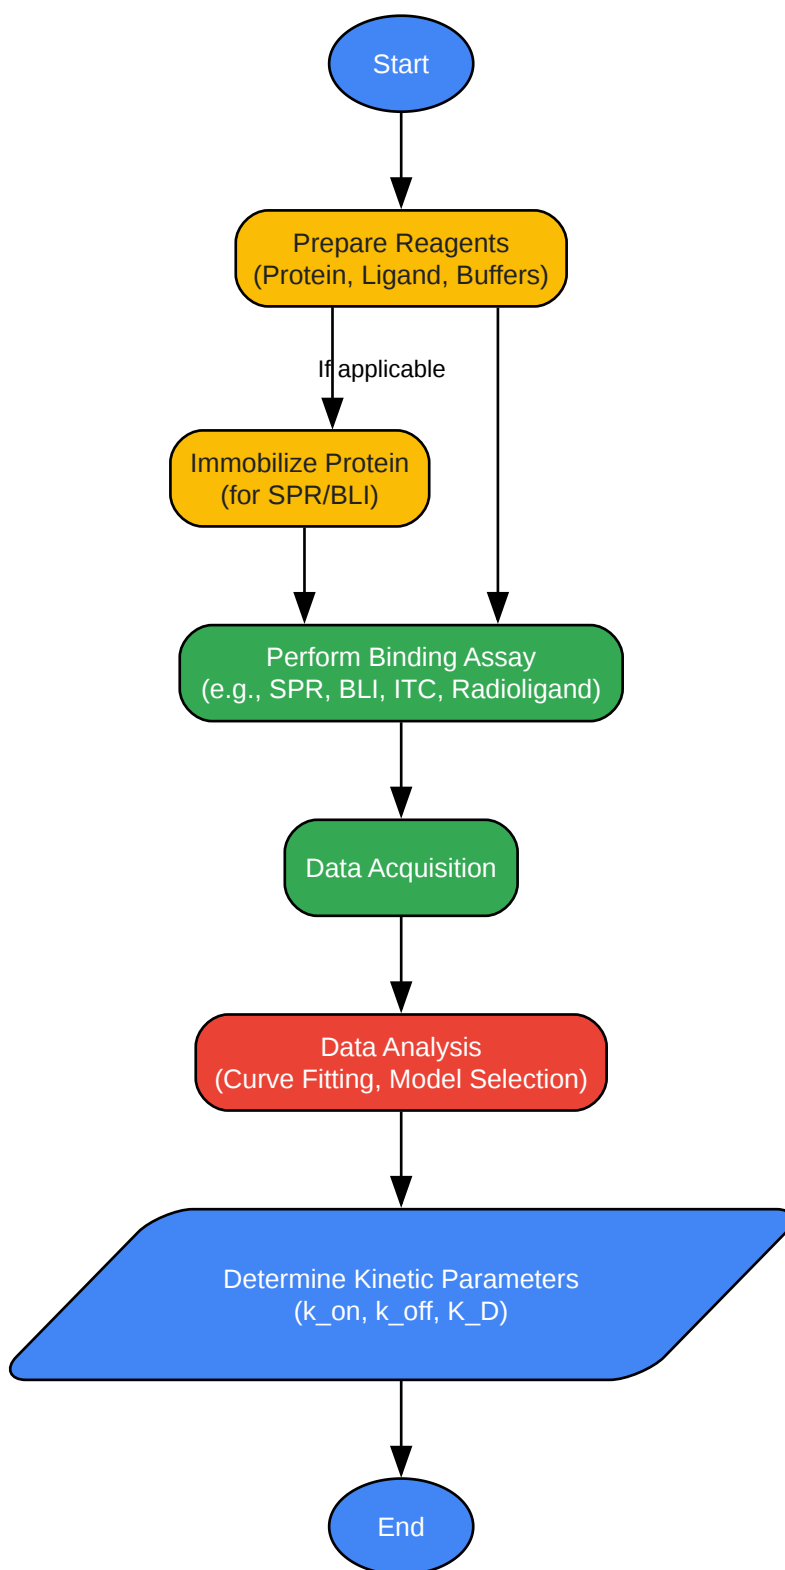 Start
Prepare Reagents
(Protein, Ligand, Buffers)
If applicable
Immobilize Protein
(for SPR/BLI)
Perform Binding Assay
(e.g., SPR, BLI, ITC, Radioligand)
Data Acquisition
Data Analysis
(Curve Fitting, Model Selection)
Determine Kinetic Parameters
(k_on, k_off, K_D)
End